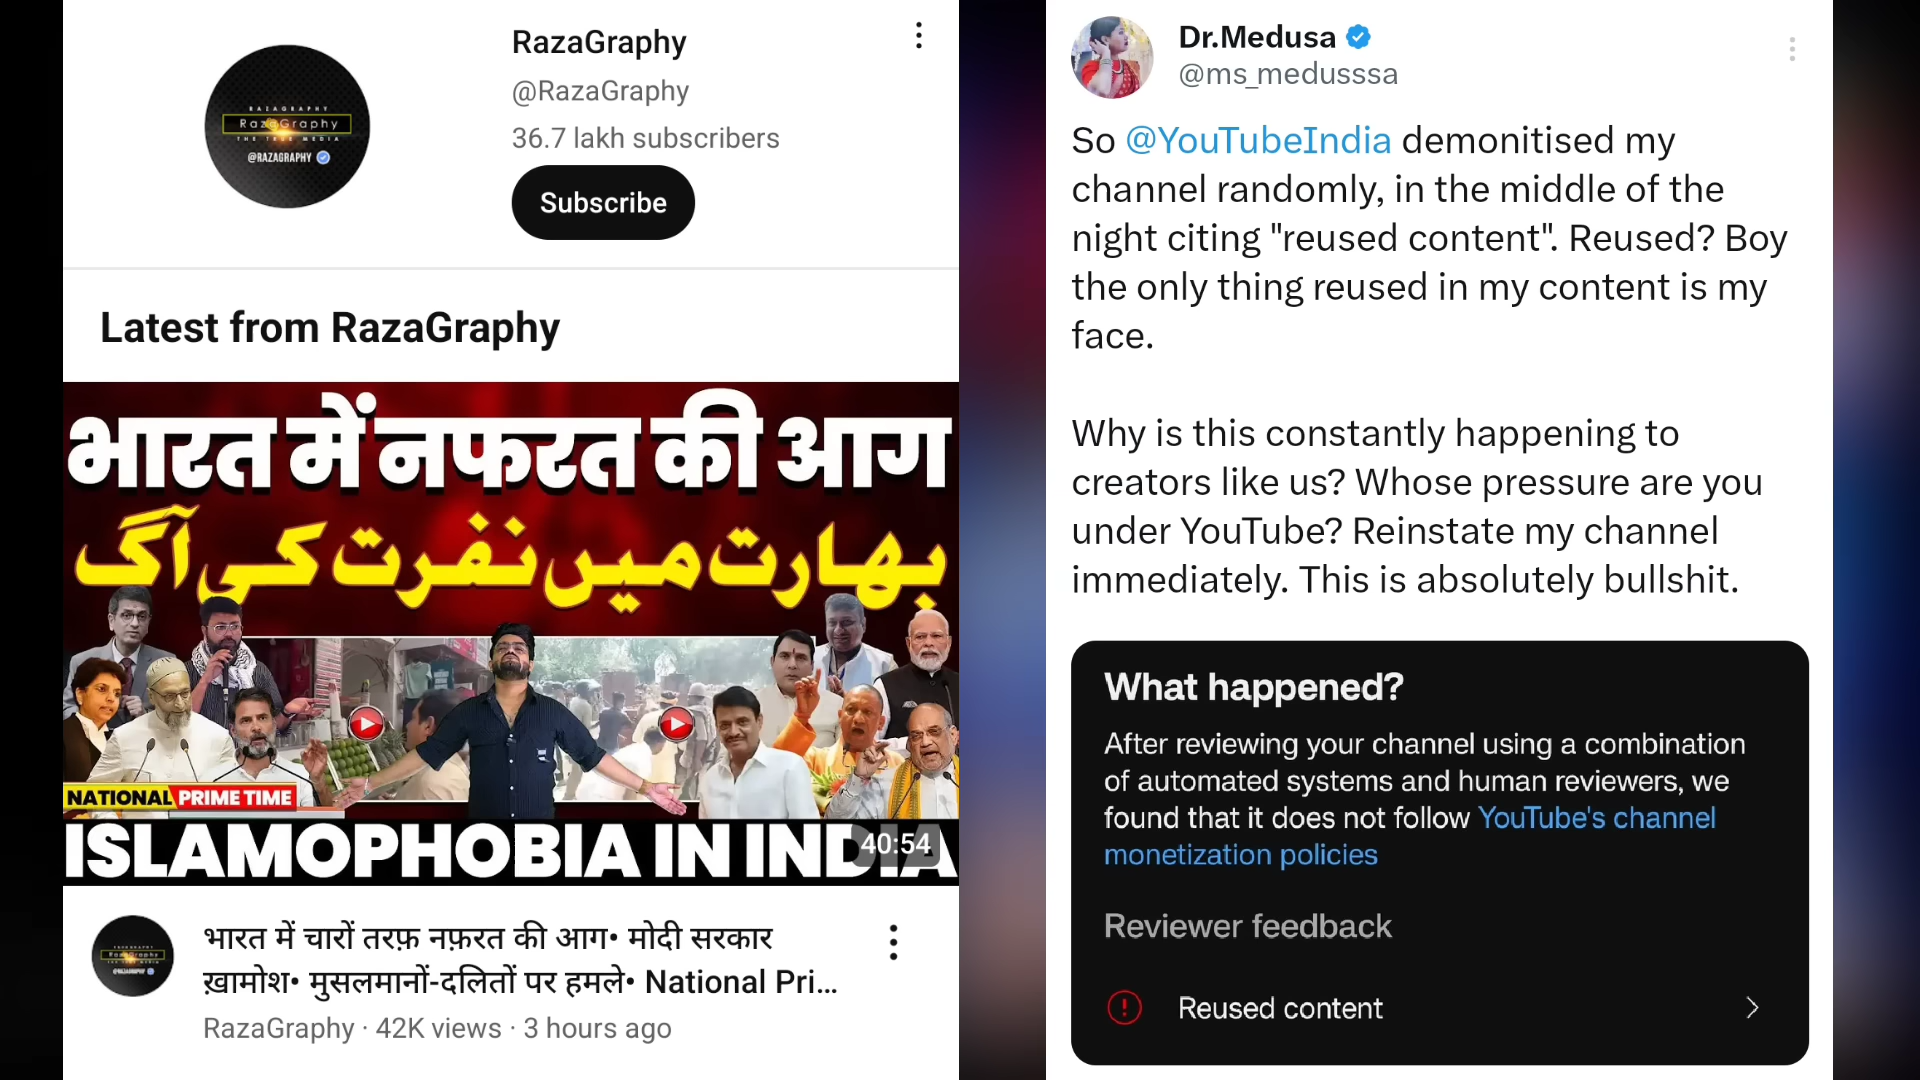 RazaGraphy
@RazaGraphy
36.7 lakh subscribers
Subscribe
RAZAGRAPHY
RazaGraphy
THE TRUE MEDIA
@RAZAGRAPHY
Latest from RazaGraphy
भारत में नफरत की आग
بھارت میں نفرت کی آگ
NATIONAL PRIME TIME
ISLAMOPHOBIA IN INDIA
40:54
भारत में चारों तरफ़ नफ़रत की आग• मोदी सरकार
ख़ामोश• मुसलमानों-दलितों पर हमले• National Pri...
RazaGraphy · 42K views · 3 hours ago
Dr.Medusa
@ms_medusssa
So @YouTubeIndia demonitised my
channel randomly, in the middle of the
night citing "reused content". Reused? Boy
the only thing reused in my content is my
face.
Why is this constantly happening to
creators like us? Whose pressure are you
under YouTube? Reinstate my channel
immediately. This is absolutely bullshit.
What happened?
After reviewing your channel using a combination
of automated systems and human reviewers, we
found that it does not follow YouTube's channel
monetization policies
Reviewer feedback
Reused content